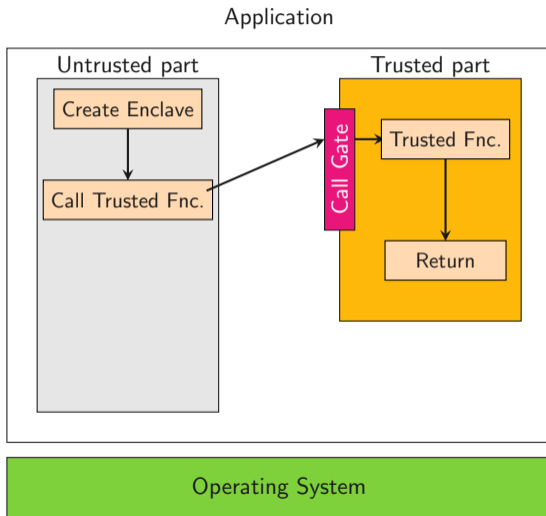 Application
Untrusted part
Trusted part
Create Enclave
Call Trusted Fnc.
Call Gate
Trusted Fnc.
Return
Operating System